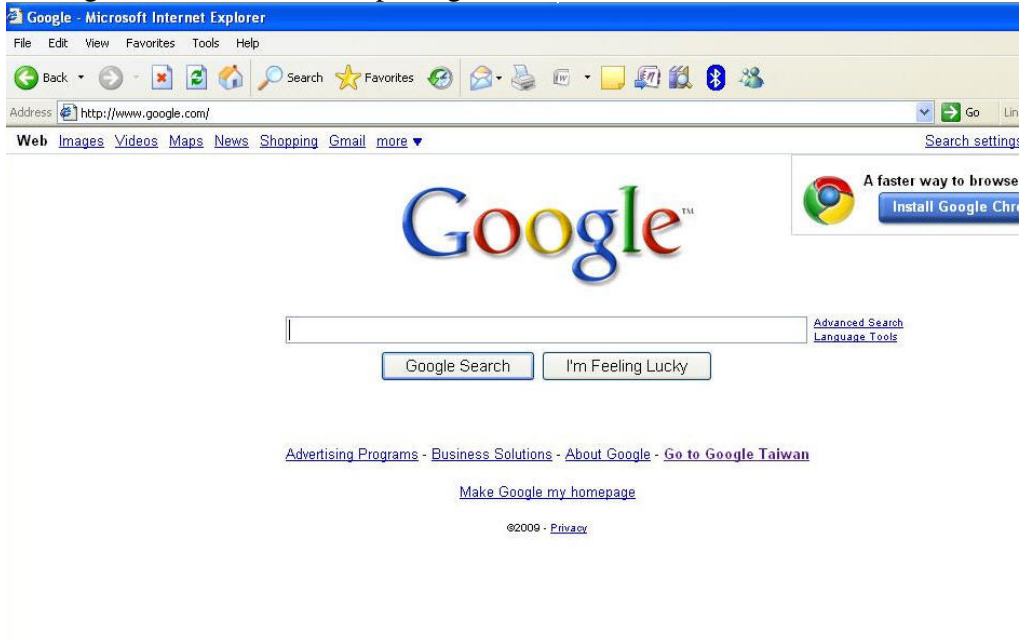 Google - Microsoft Internet Explorer
File Edit View Favorites Tools Help
Back Search Favorites
Address http://www.google.com/ Go
Web Images Videos Maps News Shopping Gmail more ▼ Search settings
A faster way to browse
Install Google Chr
Google™
Advanced Search
Language Tools
Google Search I'm Feeling Lucky
Advertising Programs - Business Solutions - About Google - Go to Google Taiwan
Make Google my homepage
©2009 - Privacy